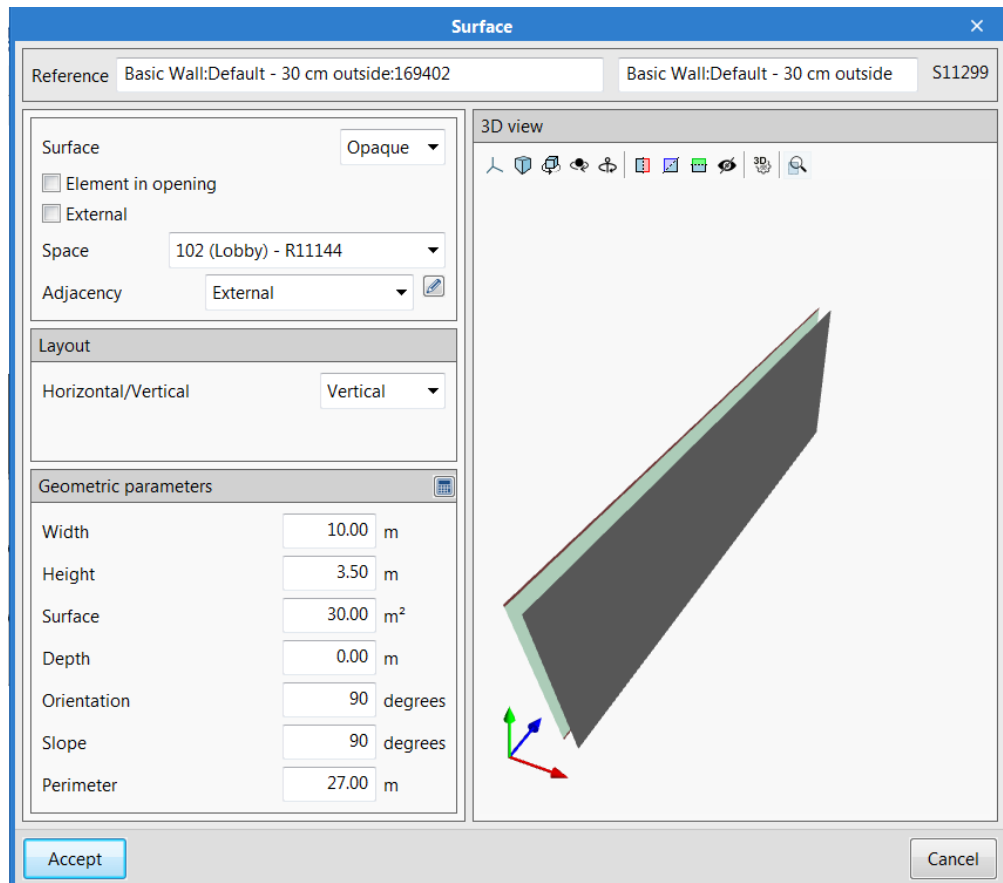 Surface
Reference Basic Wall:Default - 30 cm outside:169402 Basic Wall:Default - 30 cm outside S11299
Surface Opaque
Element in opening
External
Space 102 (Lobby) - R11144
Adjacency External
Layout
Horizontal/Vertical Vertical
Geometric parameters
Width 10.00 m
Height 3.50 m
Surface 30.00 m²
Depth 0.00 m
Orientation 90 degrees
Slope 90 degrees
Perimeter 27.00 m
3D view
3D
Accept Cancel